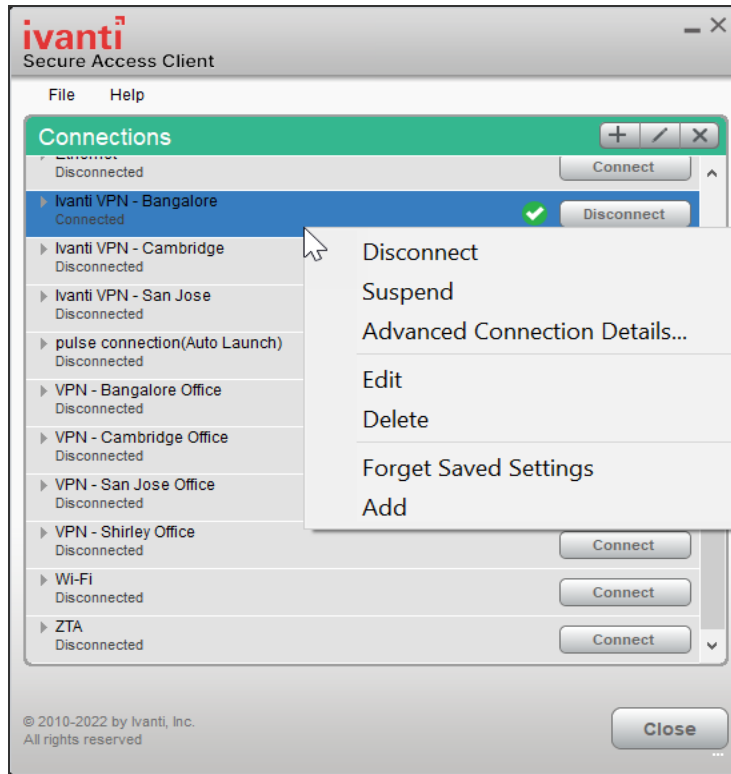 ivanti
Secure Access Client
File Help
Connections
Disconnected Connect
Ivanti VPN - Bangalore
Connected Disconnect
Ivanti VPN - Cambridge
Disconnected
Ivanti VPN - San Jose
Disconnected
pulse connection(Auto Launch)
Disconnected
VPN - Bangalore Office
Disconnected
VPN - Cambridge Office
Disconnected
VPN - San Jose Office
Disconnected
VPN - Shirley Office
Disconnected Connect
Wi-Fi
Disconnected Connect
ZTA
Disconnected Connect
Disconnect
Suspend
Advanced Connection Details...
Edit
Delete
Forget Saved Settings
Add
© 2010-2022 by Ivanti, Inc.
All rights reserved
Close